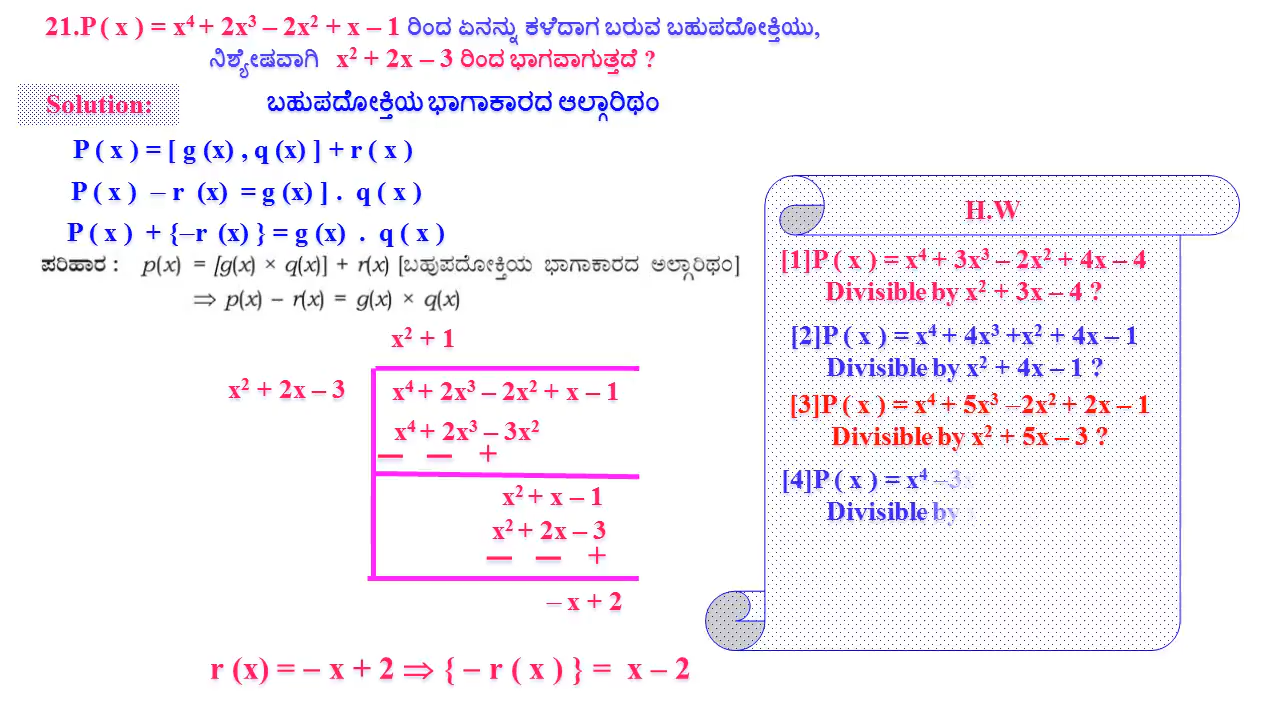 21.P ( x ) = x⁴ + 2x³ – 2x² + x – 1 ರಿಂದ ಏನನ್ನು ಕಳೆದಾಗ ಬರುವ ಬಹುಪದೋಕ್ತಿಯು,
ನಿಶ್ಶೇಷವಾಗಿ x² + 2x – 3 ರಿಂದ ಭಾಗವಾಗುತ್ತದೆ ?
Solution: ಬಹುಪದೋಕ್ತಿಯ ಭಾಗಾಕಾರದ ಆಲ್ಗಾರಿಥಂ
P ( x ) = [ g (x) , q (x) ] + r ( x )
P ( x ) – r (x) = g (x) ] . q ( x )
P ( x ) + {–r (x) } = g (x) . q ( x )
ಪರಿಹಾರ : p(x) = [g(x) × q(x)] + r(x) [ಬಹುಪದೋಕ್ತಿಯ ಭಾಗಾಕಾರದ ಅಲ್ಗಾರಿಥಂ]
⇒ p(x) – r(x) = g(x) × q(x)
x² + 1
x² + 2x – 3 x⁴ + 2x³ – 2x² + x – 1
x⁴ + 2x³ – 3x²
— — +
x² + x – 1
x² + 2x – 3
— — +
– x + 2
r (x) = – x + 2 ⇒ { – r ( x ) } = x – 2
H.W
[1]P ( x ) = x⁴ + 3x³ – 2x² + 4x – 4
Divisible by x² + 3x – 4 ?
[2]P ( x ) = x⁴ + 4x³ +x² + 4x – 1
Divisible by x² + 4x – 1 ?
[3]P ( x ) = x⁴ + 5x³ –2x² + 2x – 1
Divisible by x² + 5x – 3 ?
[4]P ( x ) = x⁴ –3
Divisible by